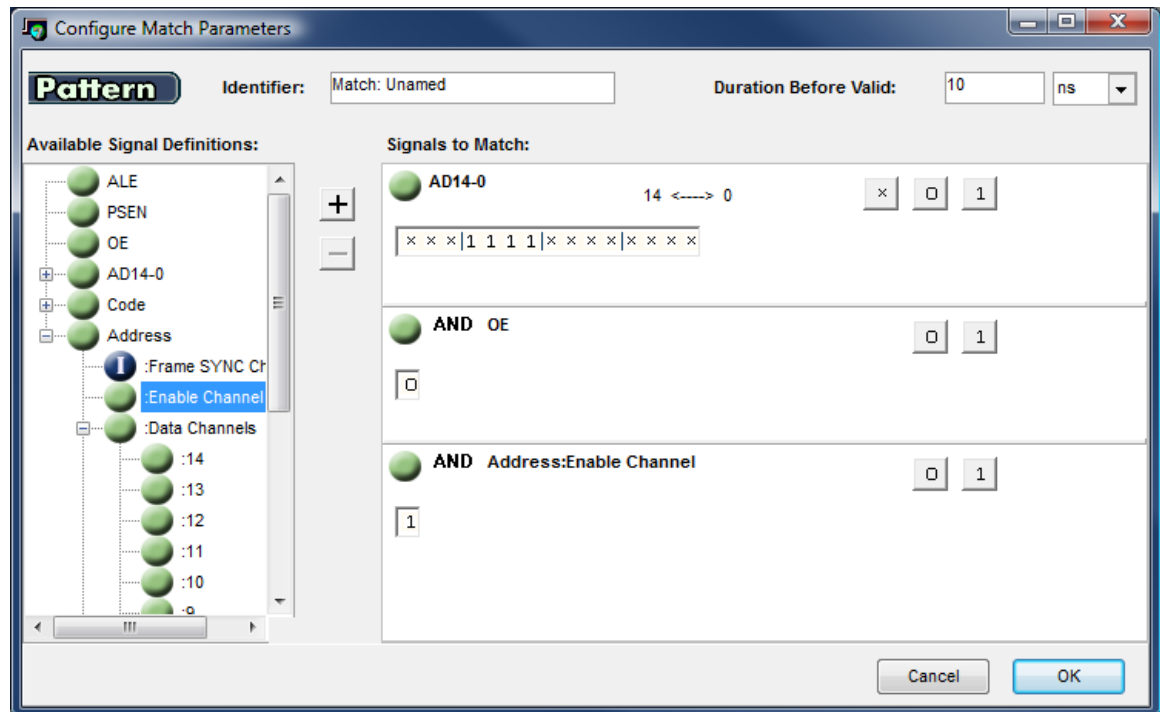 Configure Match Parameters
Pattern Identifier: Match: Unnamed Duration Before Valid: 10 ns
Available Signal Definitions: Signals to Match:
ALE
PSEN
OE
AD14-0
Code
Address
I :Frame SYNC Ch
:Enable Channel
:Data Channels
:14
:13
:12
:11
:10
:9
+
−
AD14-0 14 <----> 0 × 0 1
× × ×|1 1 1 1|× × × ×|× × × ×
AND OE 0 1
0
AND Address:Enable Channel 0 1
1
Cancel OK